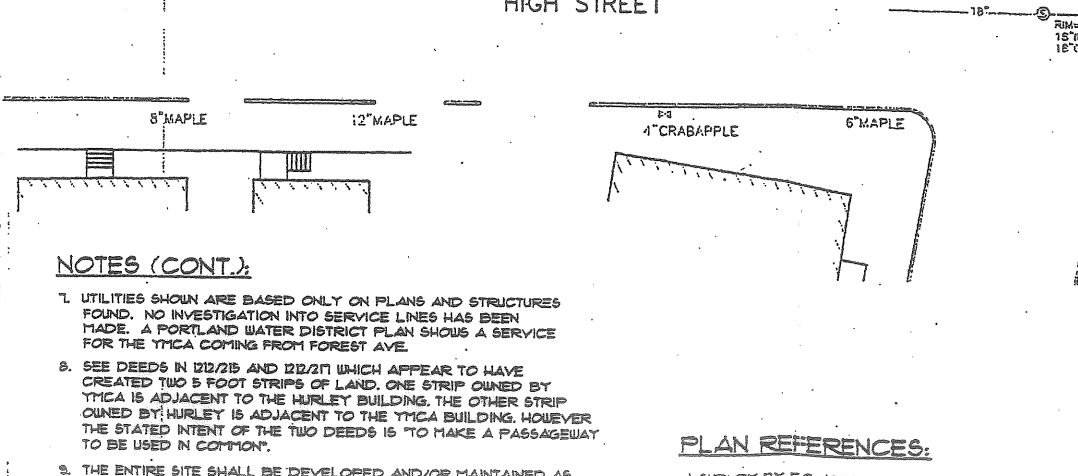 HIGH STREET
18"
S
RIM=
8"MAPLE
12"MAPLE
4"CRABAPPLE
6"MAPLE
NOTES (CONT.):
7. UTILITIES SHOWN ARE BASED ONLY ON PLANS AND STRUCTURES
FOUND. NO INVESTIGATION INTO SERVICE LINES HAS BEEN
MADE. A PORTLAND WATER DISTRICT PLAN SHOWS A SERVICE
FOR THE YMCA COMING FROM FOREST AVE.
8. SEE DEEDS IN 1212/215 AND 1212/217 WHICH APPEAR TO HAVE
CREATED TWO 5 FOOT STRIPS OF LAND. ONE STRIP OWNED BY
YMCA IS ADJACENT TO THE HURLEY BUILDING. THE OTHER STRIP
OWNED BY HURLEY IS ADJACENT TO THE YMCA BUILDING. HOWEVER
THE STATED INTENT OF THE TWO DEEDS IS "TO MAKE A PASSAGEWAY
TO BE USED IN COMMON".
9. THE ENTIRE SITE SHALL BE DEVELOPED AND/OR MAINTAINED AS
PLAN REFERENCES: